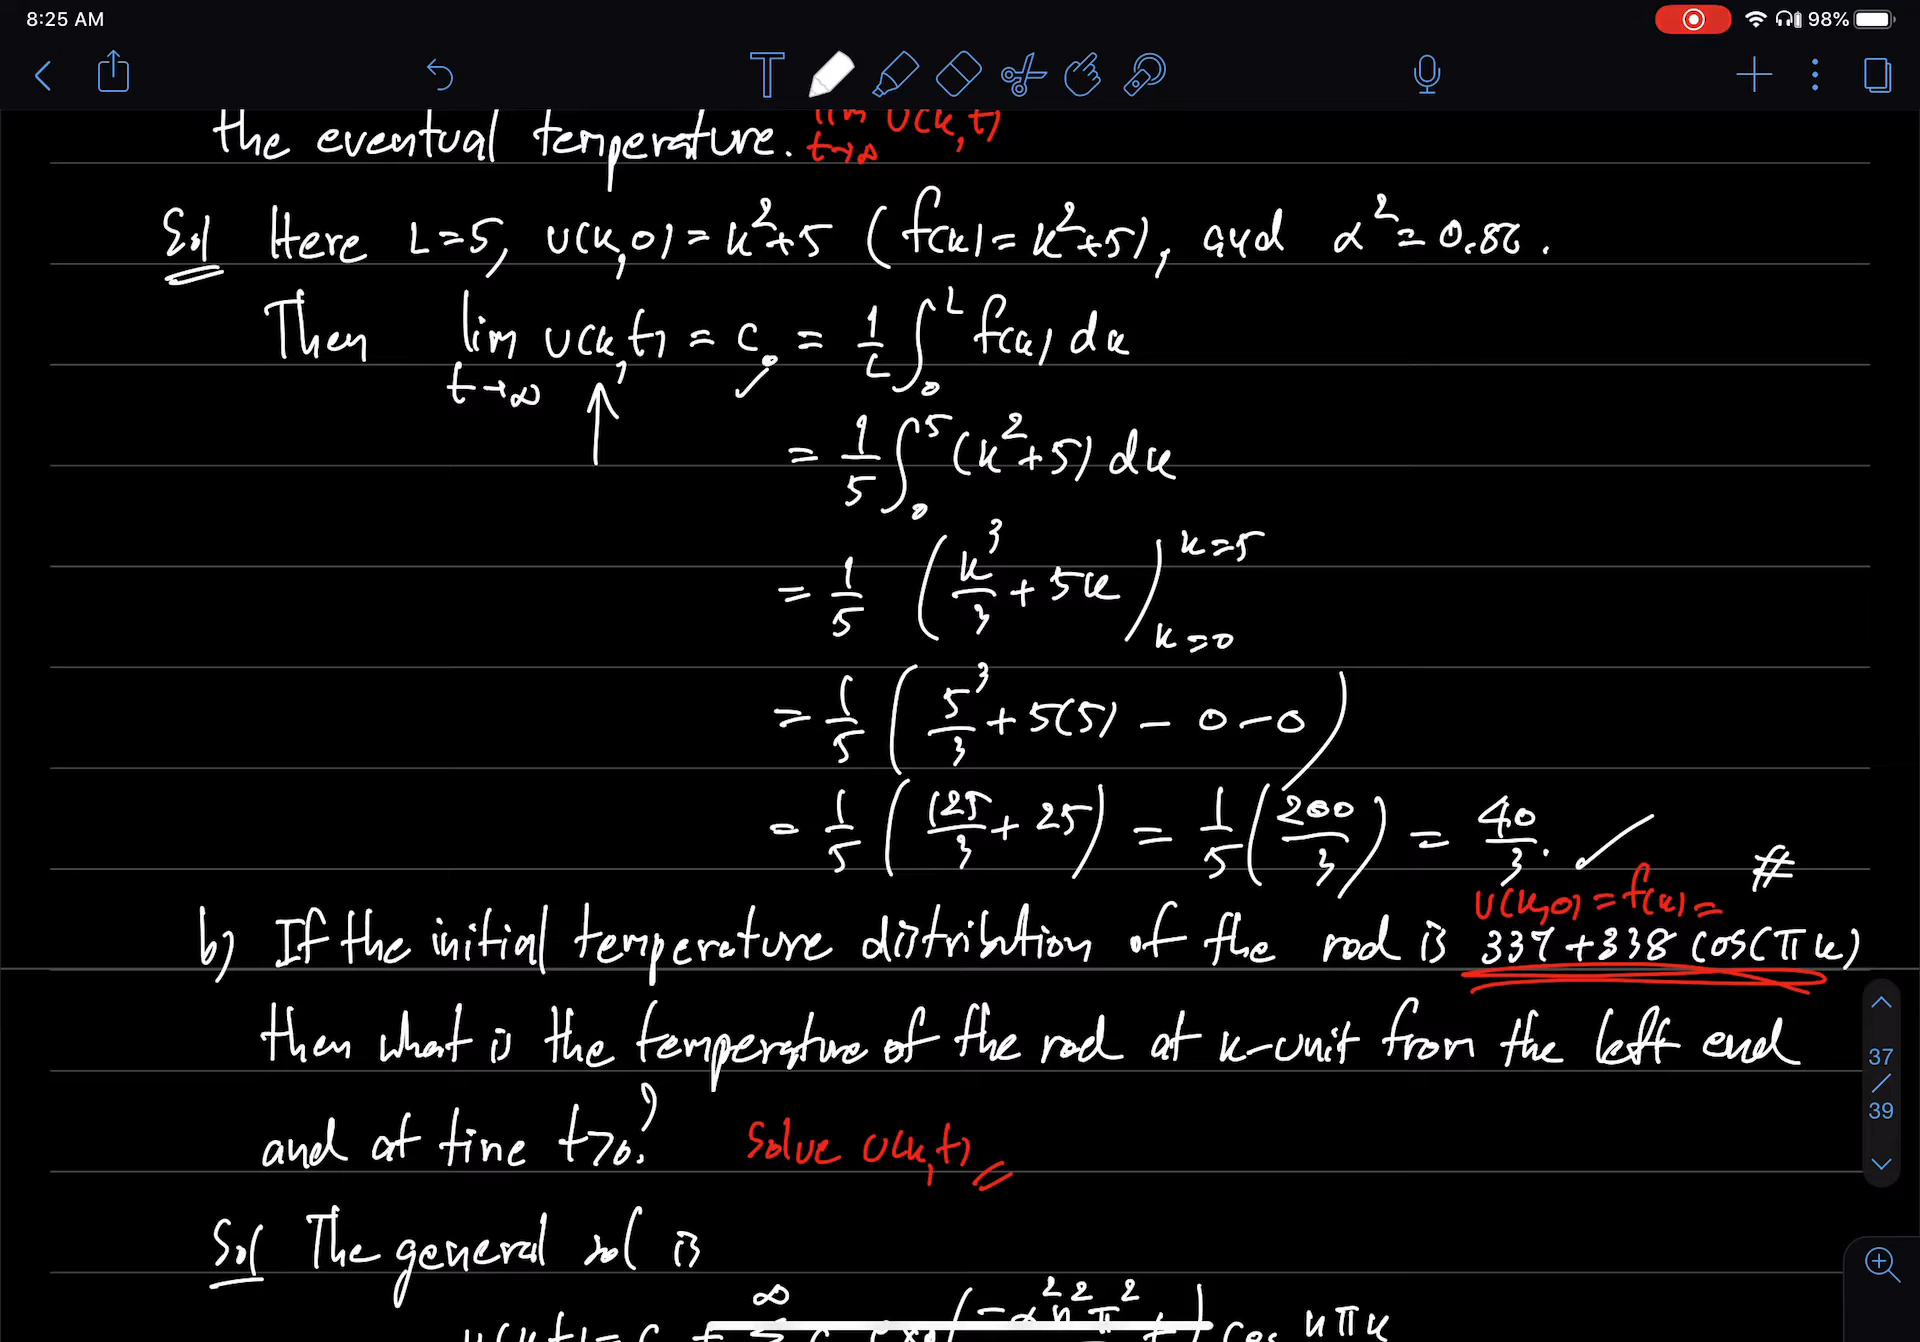 8:25 AM
98%
the eventual temperature. lim t→∞ u(x,t)
Sol Here L=5, u(x,0) = x²+5 (f(x) = x²+5), and α² = 0.86.
Then lim t→∞ u(x,t) = C₀ = 1/L ∫₀^L f(x) dx
= 1/5 ∫₀^5 (x²+5) dx
= 1/5 (x³/3 + 5x) |_{x=0}^{x=5}
= 1/5 (5³/3 + 5(5) - 0 - 0)
= 1/5 (125/3 + 25) = 1/5 (200/3) = 40/3. ✓ #
u(x,0) = f(x) =
b) If the initial temperature distribution of the rod is 337 + 338 cos(πx)
then what is the temperature of the rod at x-unit from the left end
and at time t>0? Solve u(x,t)
37 / 39
Sol The general sol is